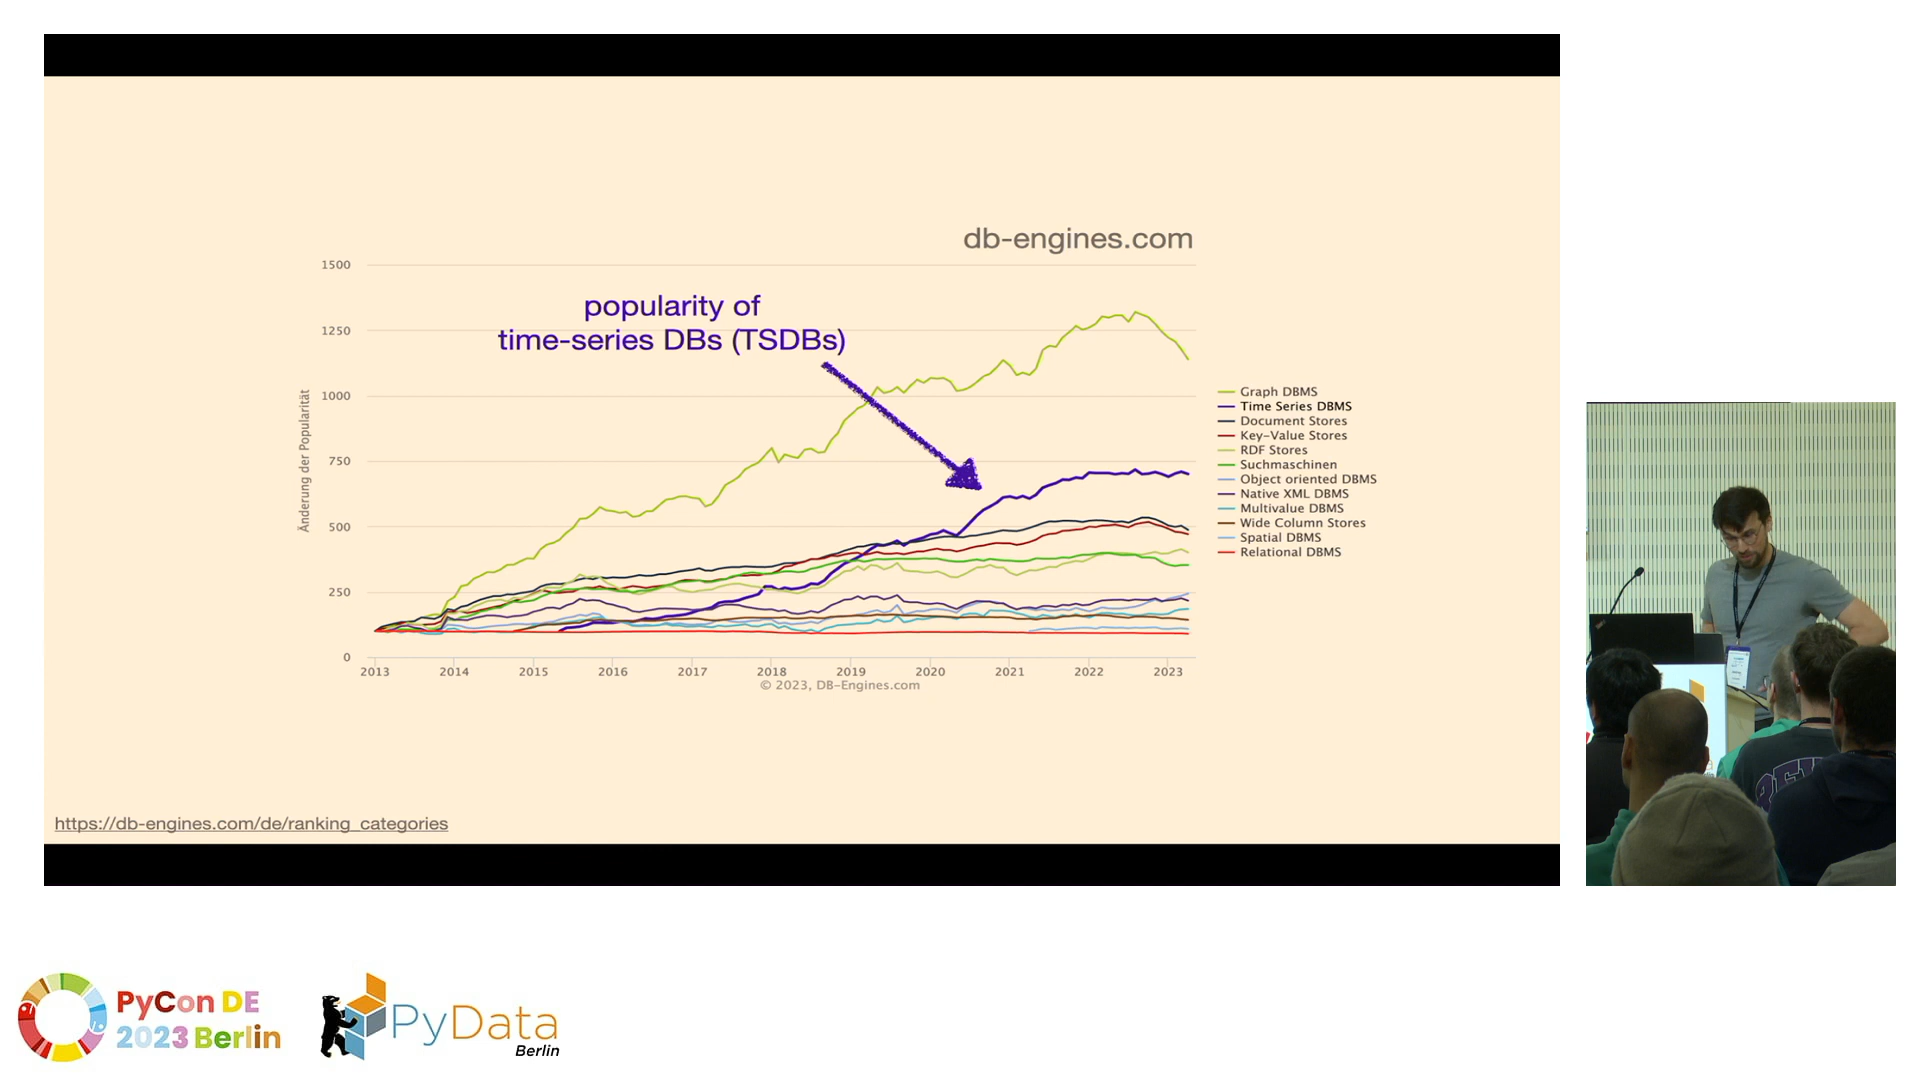 db-engines.com
popularity of
time-series DBs (TSDBs)
Änderung der Popularität
1500
1250
1000
750
500
250
0
2013 2014 2015 2016 2017 2018 2019 2020 2021 2022 2023
© 2023, DB-Engines.com
Graph DBMS
Time Series DBMS
Document Stores
Key-Value Stores
RDF Stores
Suchmaschinen
Object oriented DBMS
Native XML DBMS
Multivalue DBMS
Wide Column Stores
Spatial DBMS
Relational DBMS
https://db-engines.com/de/ranking_categories
PyCon DE
2023 Berlin
PyData
Berlin